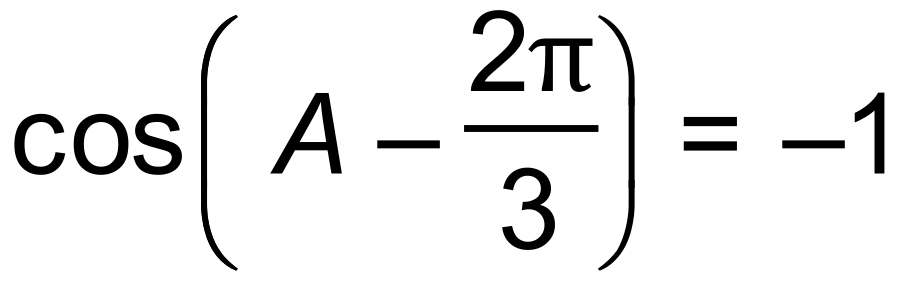 cos(A – 2π/3) = –1